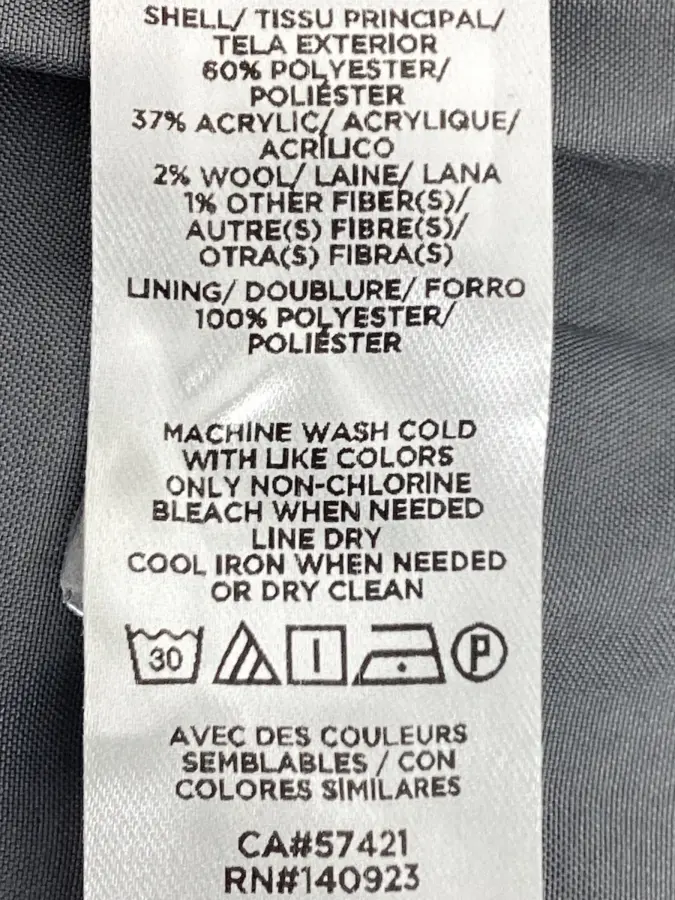 SHELL/ TISSU PRINCIPAL/
TELA EXTERIOR
60% POLYESTER/
POLIÉSTER
37% ACRYLIC/ ACRYLIQUE/
ACRÍLICO
2% WOOL/ LAINE/ LANA
1% OTHER FIBER(S)/
AUTRE(S) FIBRE(S)/
OTRA(S) FIBRA(S)
LINING/ DOUBLURE/ FORRO
100% POLYESTER/
POLIÉSTER
MACHINE WASH COLD
WITH LIKE COLORS
ONLY NON-CHLORINE
BLEACH WHEN NEEDED
LINE DRY
COOL IRON WHEN NEEDED
OR DRY CLEAN
30 P
AVEC DES COULEURS
SEMBLABLES / CON
COLORES SIMILARES
CA#57421
RN#140923